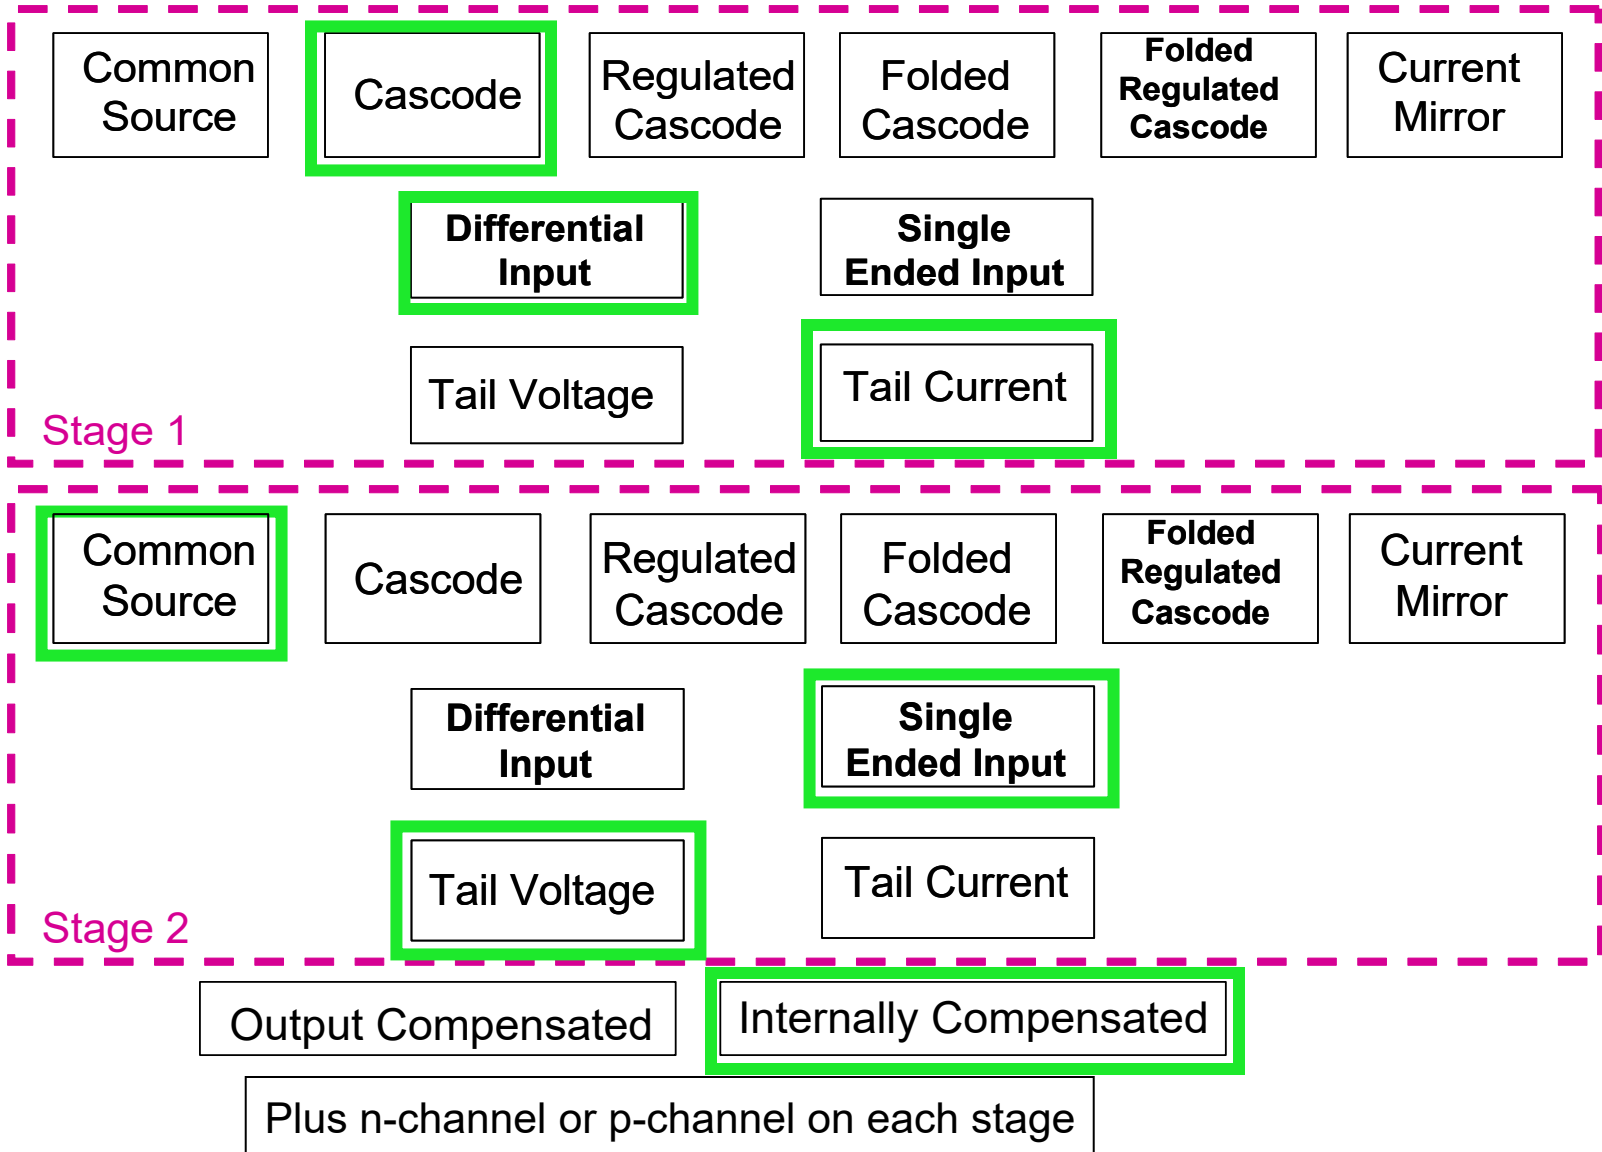 Common
Source
Cascode
Regulated
Cascode
Folded
Cascode
Folded
Regulated
Cascode
Current
Mirror
Differential
Input
Single
Ended Input
Tail Voltage
Tail Current
Stage 1
Common
Source
Cascode
Regulated
Cascode
Folded
Cascode
Folded
Regulated
Cascode
Current
Mirror
Differential
Input
Single
Ended Input
Tail Voltage
Tail Current
Stage 2
Output Compensated
Internally Compensated
Plus n-channel or p-channel on each stage